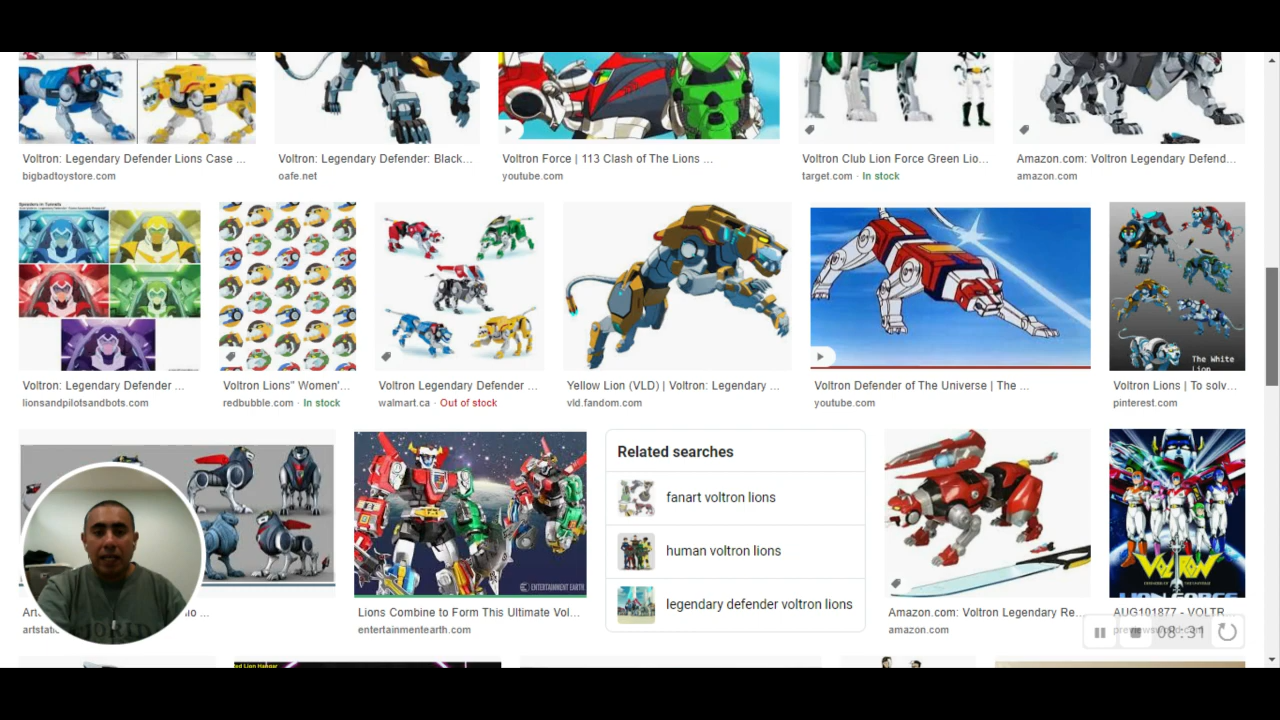 Voltron: Legendary Defender Lions Case ...
bigbadtoystore.com
Voltron: Legendary Defender: Black...
oafe.net
Voltron Force | 113 Clash of The Lions ...
youtube.com
Voltron Club Lion Force Green Lio...
target.com · In stock
Amazon.com: Voltron Legendary Defend...
amazon.com
The White
Lion
Voltron: Legendary Defender ...
lionsandpilotsandbots.com
Voltron Lions" Women'...
redbubble.com · In stock
Voltron Legendary Defender ...
walmart.ca · Out of stock
Yellow Lion (VLD) | Voltron: Legendary ...
vld.fandom.com
Voltron Defender of The Universe | The ...
youtube.com
Voltron Lions | To solv...
pinterest.com
ENTERTAINMENT EARTH
Related searches
fanart voltron lions
human voltron lions
legendary defender voltron lions
VOLTRON
LION FORCE
Lions Combine to Form This Ultimate Vol...
entertainmentearth.com
Amazon.com: Voltron Legendary Re...
amazon.com
AUG101877 - VOLTR...
08:31
Red Lion Hangar